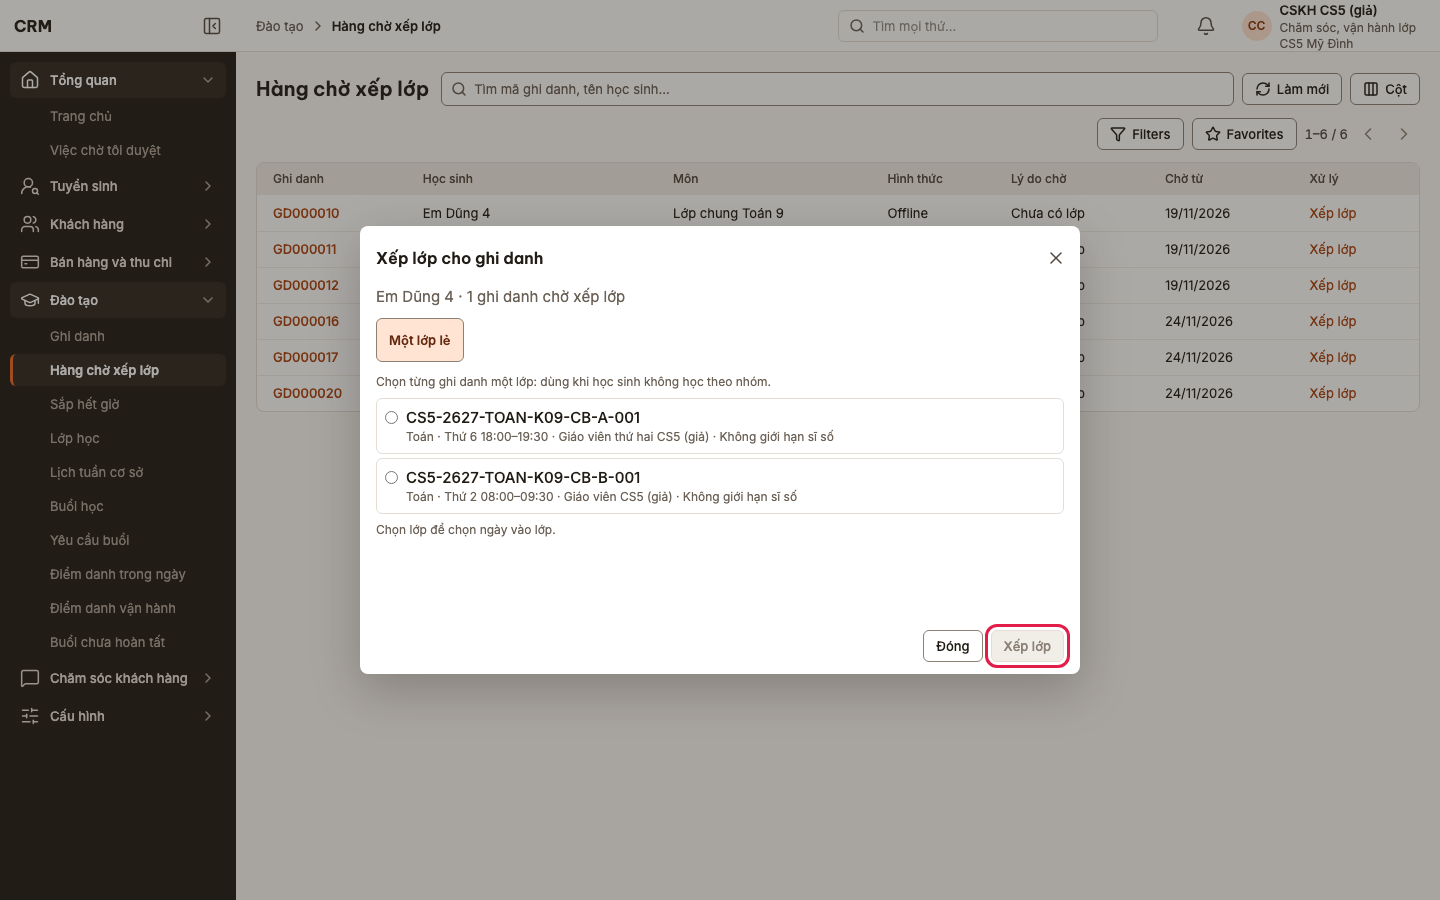 CRM
Đào tạo > Hàng chờ xếp lớp
Tìm mọi thứ...
CC
CSKH CS5 (giả)
Chăm sóc, vận hành lớp
CS5 Mỹ Đình
Tổng quan
Trang chủ
Việc chờ tôi duyệt
Tuyển sinh
Khách hàng
Bán hàng và thu chi
Đào tạo
Ghi danh
Hàng chờ xếp lớp
Sắp hết giờ
Lớp học
Lịch tuần cơ sở
Buổi học
Yêu cầu buổi
Điểm danh trong ngày
Điểm danh vận hành
Buổi chưa hoàn tất
Chăm sóc khách hàng
Cấu hình
Hàng chờ xếp lớp
Tìm mã ghi danh, tên học sinh...
Làm mới
Cột
Filters
Favorites
1–6 / 6
Ghi danh Học sinh Môn Hình thức Lý do chờ Chờ từ Xử lý
GD000010 Em Dũng 4 Lớp chung Toán 9 Offline Chưa có lớp 19/11/2026 Xếp lớp
GD000011 19/11/2026 Xếp lớp
GD000012 19/11/2026 Xếp lớp
GD000016 24/11/2026 Xếp lớp
GD000017 24/11/2026 Xếp lớp
GD000020 24/11/2026 Xếp lớp
Xếp lớp cho ghi danh
Em Dũng 4 · 1 ghi danh chờ xếp lớp
Một lớp lẻ
Chọn từng ghi danh một lớp: dùng khi học sinh không học theo nhóm.
CS5-2627-TOAN-K09-CB-A-001
Toán · Thứ 6 18:00–19:30 · Giáo viên thứ hai CS5 (giả) · Không giới hạn sĩ số
CS5-2627-TOAN-K09-CB-B-001
Toán · Thứ 2 08:00–09:30 · Giáo viên CS5 (giả) · Không giới hạn sĩ số
Chọn lớp để chọn ngày vào lớp.
Đóng
Xếp lớp